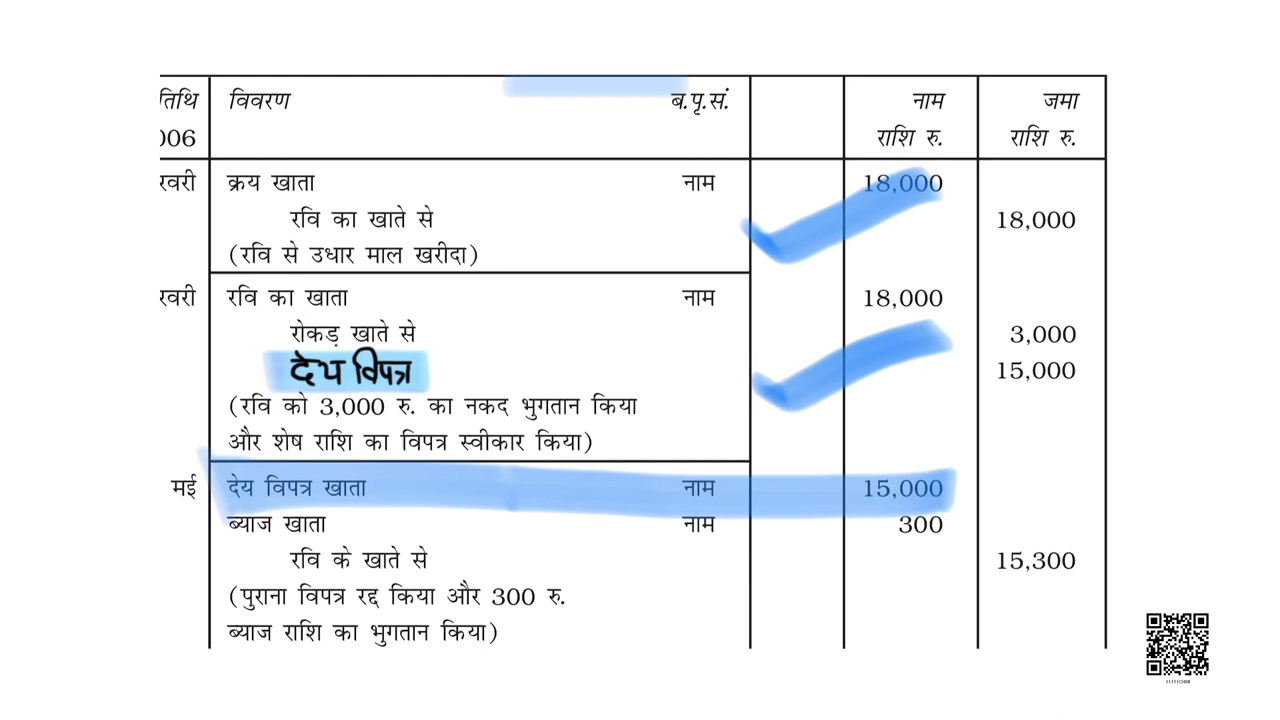 तिथि विवरण ब.पृ.सं. नाम जमा
006 राशि रु. राशि रु.
रवरी क्रय खाता नाम 18,000
रवि का खाते से 18,000
(रवि से उधार माल खरीदा)
रवरी रवि का खाता नाम 18,000
रोकड़ खाते से 3,000
देय विपत्र 15,000
(रवि को 3,000 रु. का नकद भुगतान किया
और शेष राशि का विपत्र स्वीकार किया)
मई देय विपत्र खाता नाम 15,000
ब्याज खाता नाम 300
रवि के खाते से 15,300
(पुराना विपत्र रद्द किया और 300 रु.
ब्याज राशि का भुगतान किया)